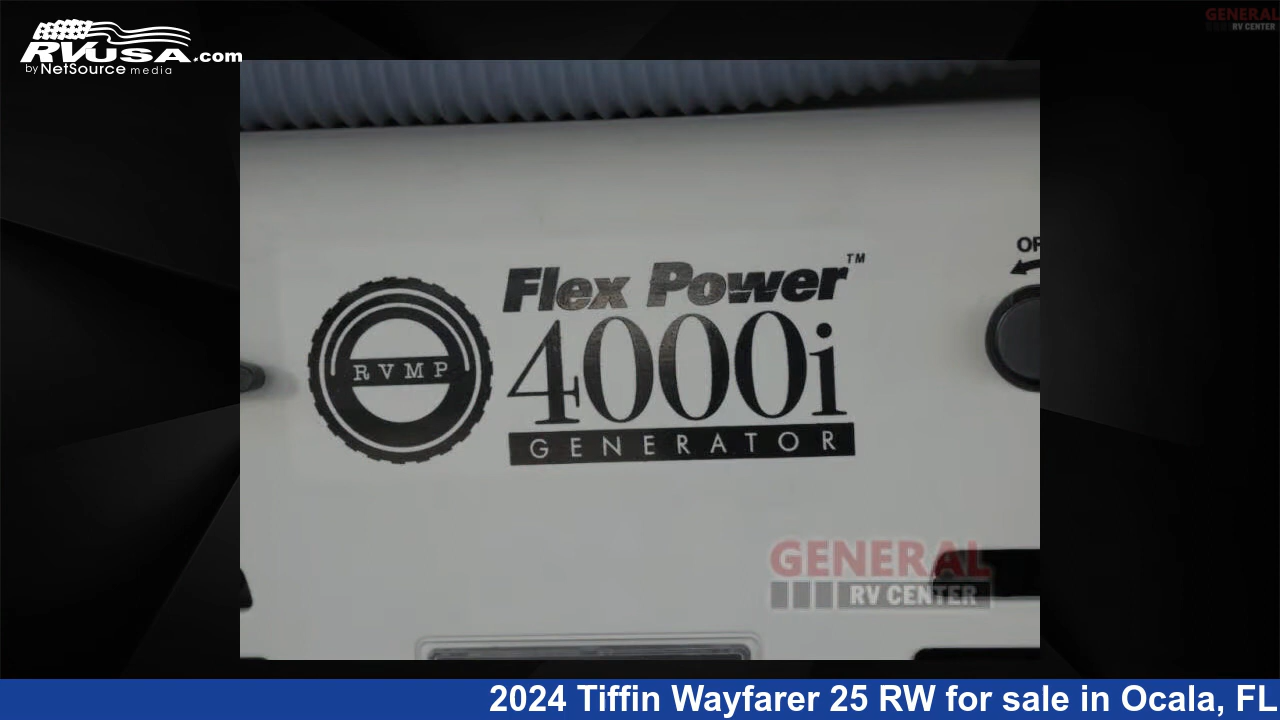 RVUSA.com
by NetSource media
GENERAL
RV CENTER
Flex Power™
4000i
RVMP
GENERATOR
GENERAL
RV CENTER
2024 Tiffin Wayfarer 25 RW for sale in Ocala, FL